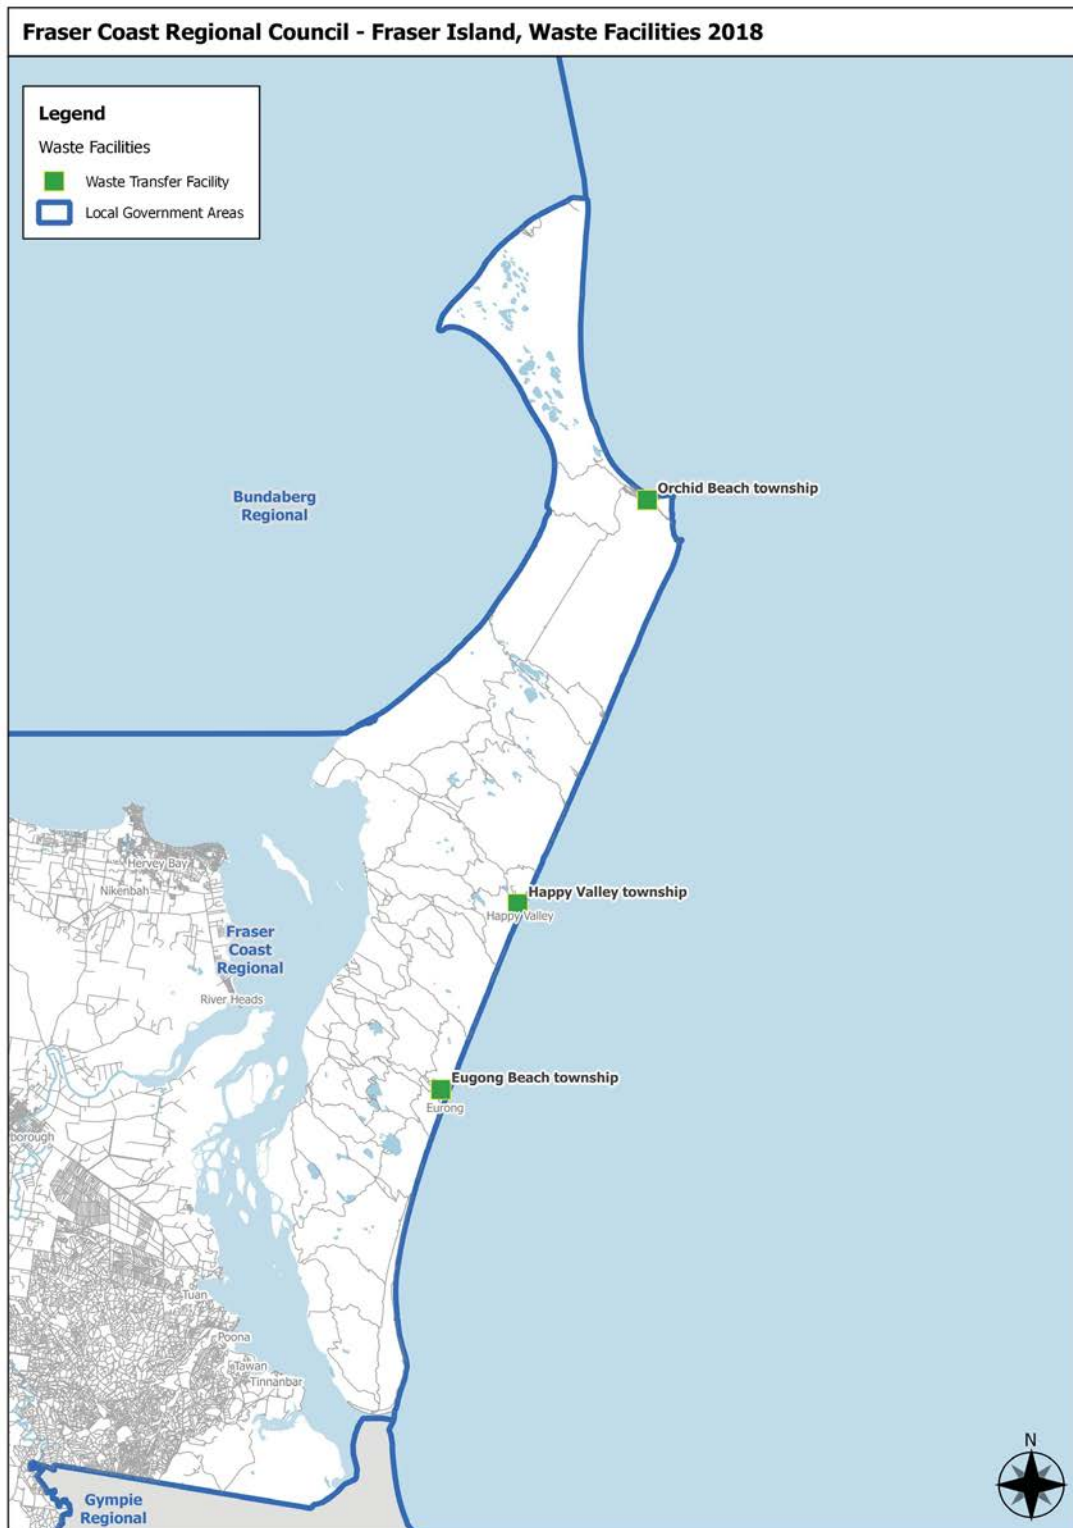 Fraser Coast Regional Council - Fraser Island, Waste Facilities 2018
Legend
Waste Facilities
Waste Transfer Facility
Local Government Areas
Orchid Beach township
Bundaberg
Regional
Hervey Bay
Nikenbah
Happy Valley township
Happy Valley
Fraser
Coast
Regional
River Heads
Eugong Beach township
Eurong
borough
Tuan
Poona
Tawan
Tinnanbar
N
Gympie
Regional